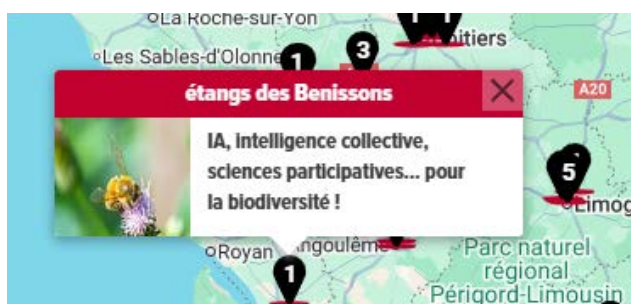 La Roche-sur-Yon
Poitiers
Les Sables-d'Olonne
1
3
étangs des Benissons
A20
IA, intelligence collective,
sciences participatives... pour
la biodiversité !
5
Limog
Royan
ngoulême
1
Parc naturel
régional
Périgord-Limousin